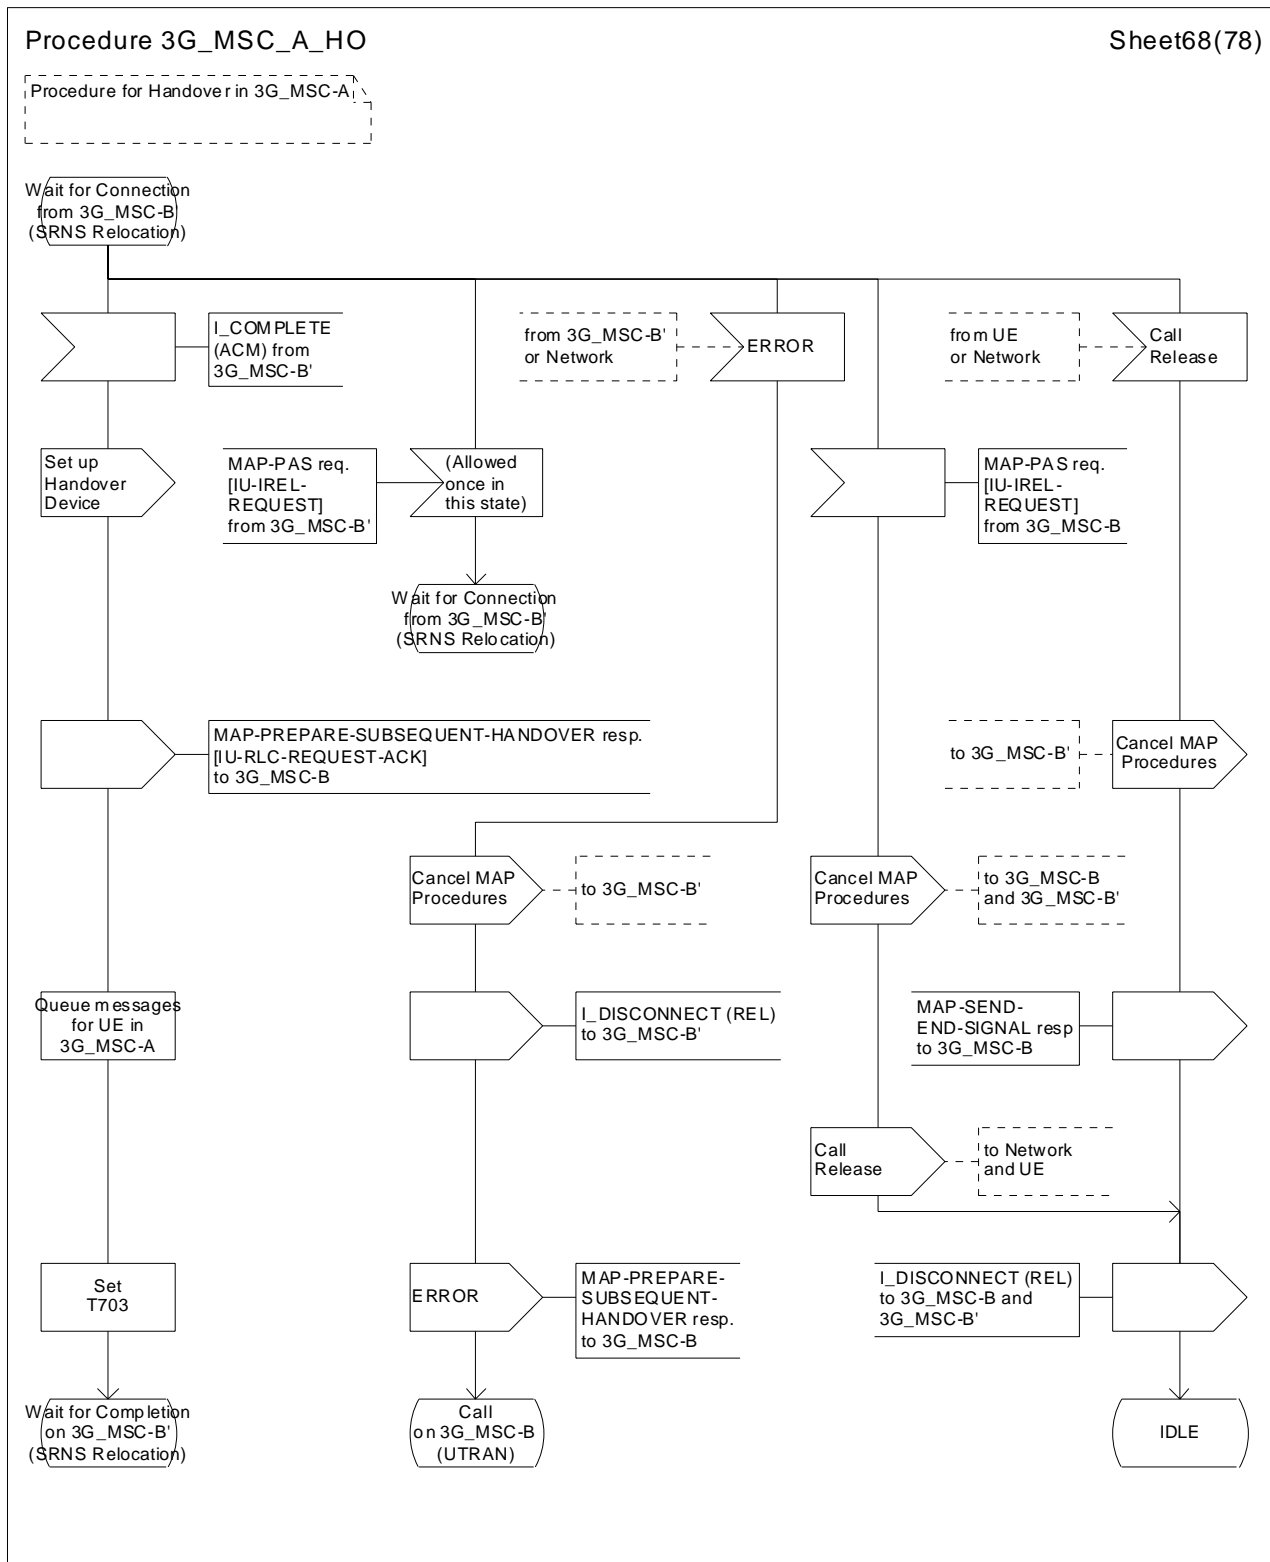 Procedure 3G_MSC_A_HO
Sheet68(78)
Procedure for Handover in 3G_MSC-A
Wait for Connection
from 3G_MSC-B'
(SRNS Relocation)
I_COMPLETE
(ACM) from
3G_MSC-B'
from 3G_MSC-B'
or Network
ERROR
from UE
or Network
Call
Release
Set up
Handover
Device
MAP-PAS req.
[IU-IREL-
REQUEST]
from 3G_MSC-B'
(Allowed
once in
this state)
MAP-PAS req.
[IU-IREL-
REQUEST]
from 3G_MSC-B
Wait for Connection
from 3G_MSC-B'
(SRNS Relocation)
MAP-PREPARE-SUBSEQUENT-HANDOVER resp.
[IU-RLC-REQUEST-ACK]
to 3G_MSC-B
to 3G_MSC-B'
Cancel MAP
Procedures
Cancel MAP
Procedures
to 3G_MSC-B'
Cancel MAP
Procedures
to 3G_MSC-B
and 3G_MSC-B'
Queue messages
for UE in
3G_MSC-A
I_DISCONNECT (REL)
to 3G_MSC-B'
MAP-SEND-
END-SIGNAL resp
to 3G_MSC-B
Call
Release
to Network
and UE
Set
T703
ERROR
MAP-PREPARE-
SUBSEQUENT-
HANDOVER resp.
to 3G_MSC-B
I_DISCONNECT (REL)
to 3G_MSC-B and
3G_MSC-B'
Wait for Completion
on 3G_MSC-B'
(SRNS Relocation)
Call
on 3G_MSC-B
(UTRAN)
IDLE